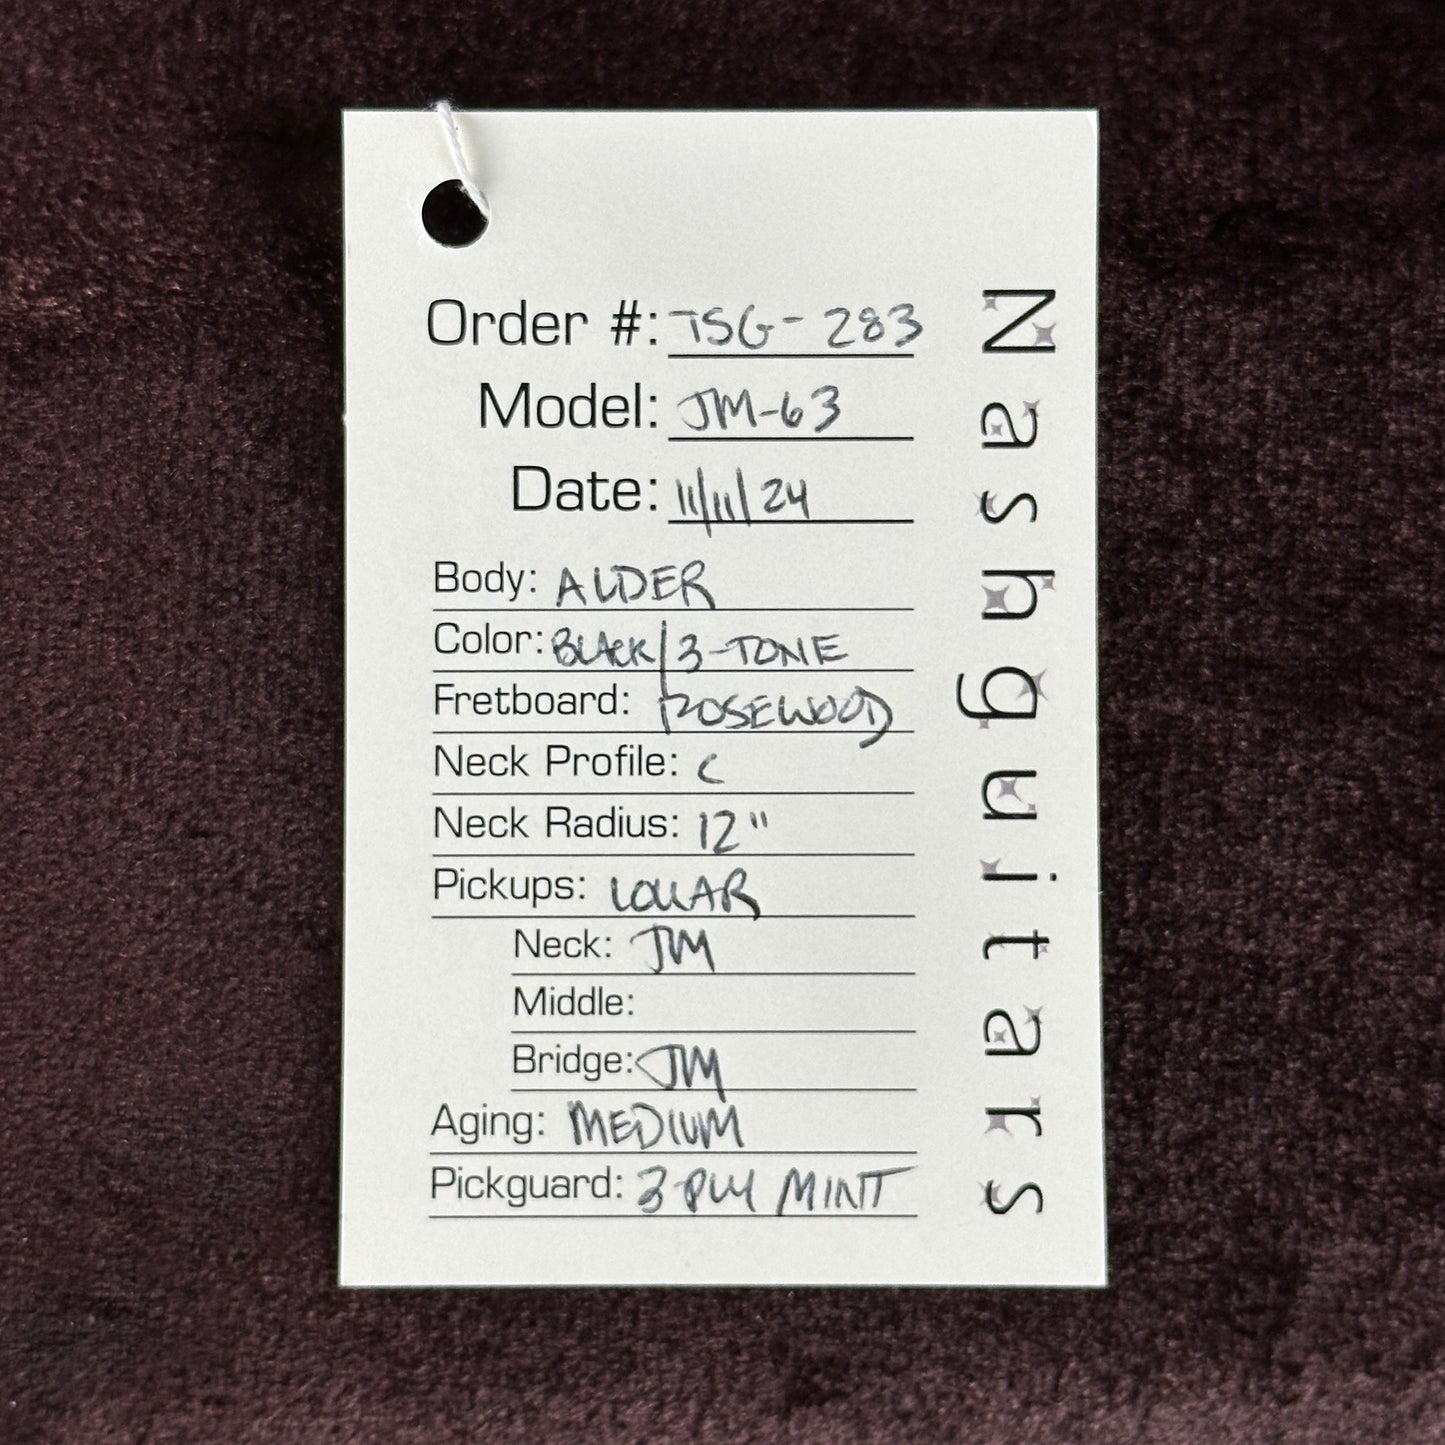 Order #: TSG-283
Model: JM-63
Date: 11/11/24
Body: ALDER
Color: BLACK/3-TONE
Fretboard: ROSEWOOD
Neck Profile: C
Neck Radius: 12"
Pickups: LOLLAR
Neck: JM
Middle:
Bridge: JM
Aging: MEDIUM
Pickguard: 3-PLY MINT
Nashguitars